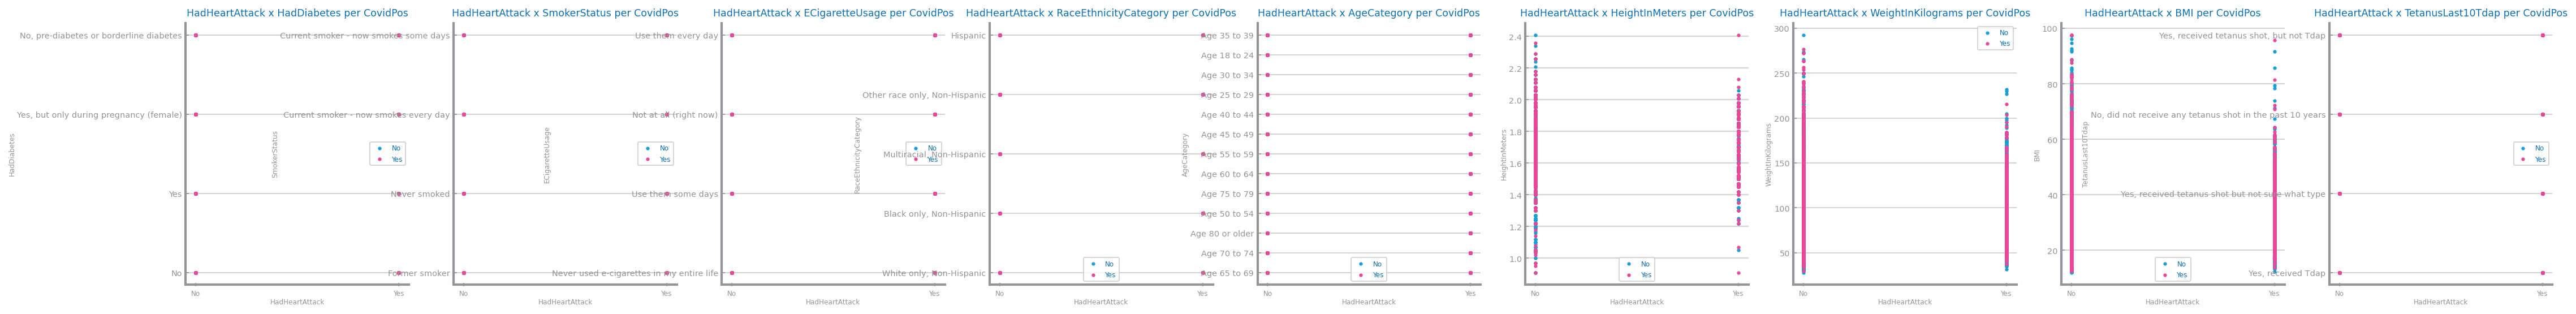 HadHeartAttack x HadDiabetes per CovidPos
HadDiabetes
No, pre-diabetes or borderline diabetes
Yes, but only during pregnancy (female)
Yes
No
No
Yes
No
Yes
HadHeartAttack
HadHeartAttack x SmokerStatus per CovidPos
SmokerStatus
Current smoker - now smokes some days
Current smoker - now smokes every day
Never smoked
Former smoker
No
Yes
No
Yes
HadHeartAttack
HadHeartAttack x ECigaretteUsage per CovidPos
ECigaretteUsage
Use them every day
Not at all (right now)
Use them some days
Never used e-cigarettes in my entire life
No
Yes
No
Yes
HadHeartAttack
HadHeartAttack x RaceEthnicityCategory per CovidPos
RaceEthnicityCategory
Hispanic
Other race only, Non-Hispanic
Multiracial, Non-Hispanic
Black only, Non-Hispanic
White only, Non-Hispanic
No
Yes
No
Yes
HadHeartAttack
HadHeartAttack x AgeCategory per CovidPos
AgeCategory
Age 35 to 39
Age 18 to 24
Age 30 to 34
Age 25 to 29
Age 40 to 44
Age 45 to 49
Age 55 to 59
Age 60 to 64
Age 75 to 79
Age 50 to 54
Age 80 or older
Age 70 to 74
Age 65 to 69
No
Yes
No
Yes
HadHeartAttack
HadHeartAttack x HeightInMeters per CovidPos
HeightInMeters
2.4
2.2
2.0
1.8
1.6
1.4
1.2
1.0
No
Yes
No
Yes
HadHeartAttack
HadHeartAttack x WeightInKilograms per CovidPos
WeightInKilograms
300
250
200
150
100
50
No
Yes
No
Yes
HadHeartAttack
HadHeartAttack x BMI per CovidPos
BMI
100
80
60
40
20
No
Yes
No
Yes
HadHeartAttack
HadHeartAttack x TetanusLast10Tdap per CovidPos
TetanusLast10Tdap
Yes, received tetanus shot, but not Tdap
No, did not receive any tetanus shot in the past 10 years
Yes, received tetanus shot but not sure what type
Yes, received Tdap
No
Yes
No
Yes
HadHeartAttack